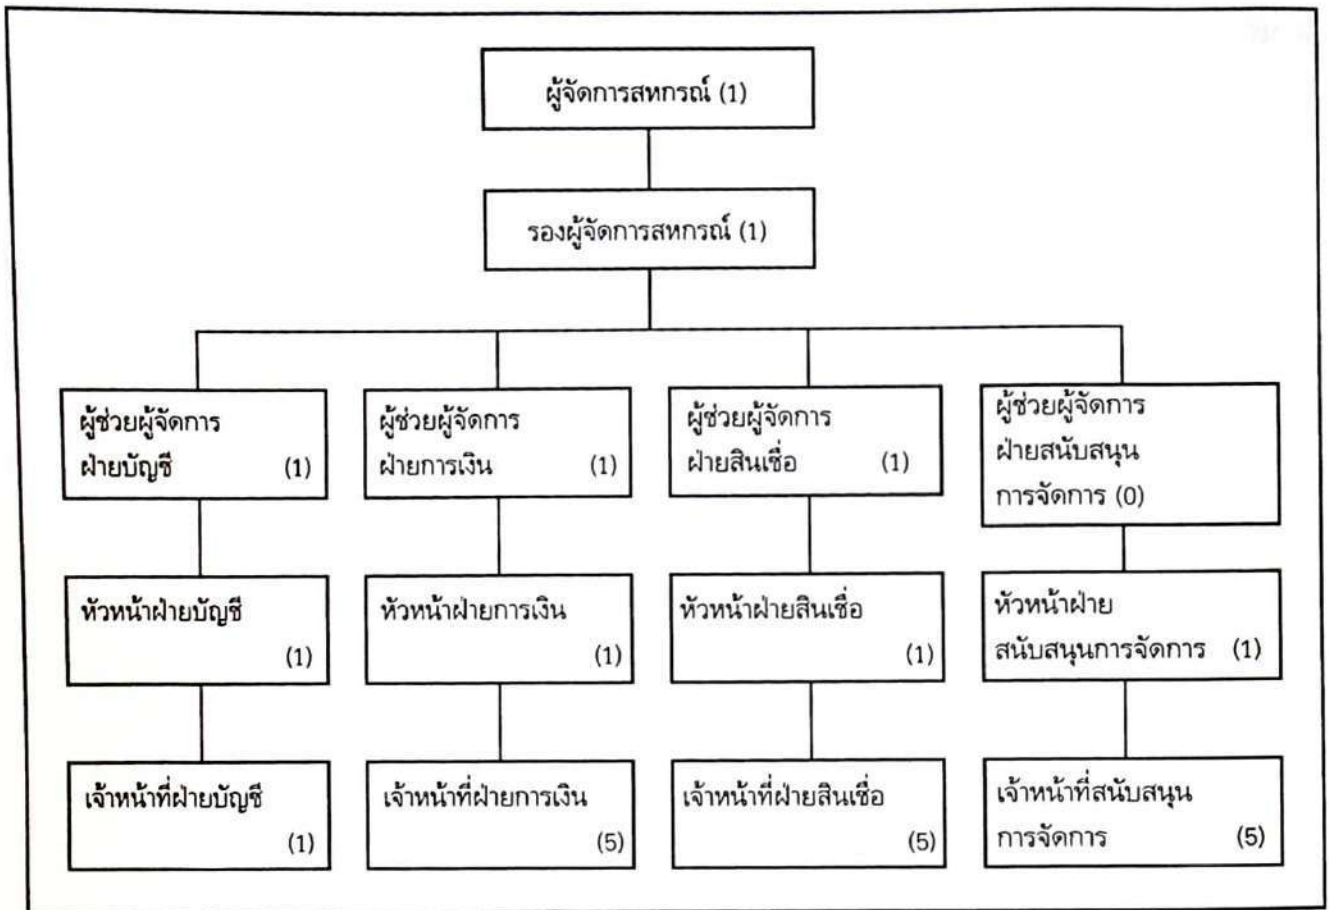 ผู้จัดการสหกรณ์ (1)
รองผู้จัดการสหกรณ์ (1)
ผู้ช่วยผู้จัดการ
ฝ่ายบัญชี (1)
ผู้ช่วยผู้จัดการ
ฝ่ายการเงิน (1)
ผู้ช่วยผู้จัดการ
ฝ่ายสินเชื่อ (1)
ผู้ช่วยผู้จัดการ
ฝ่ายสนับสนุน
การจัดการ (0)
หัวหน้าฝ่ายบัญชี
(1)
หัวหน้าฝ่ายการเงิน
(1)
หัวหน้าฝ่ายสินเชื่อ
(1)
หัวหน้าฝ่าย
สนับสนุนการจัดการ (1)
เจ้าหน้าที่ฝ่ายบัญชี
(1)
เจ้าหน้าที่ฝ่ายการเงิน
(5)
เจ้าหน้าที่ฝ่ายสินเชื่อ
(5)
เจ้าหน้าที่สนับสนุน
การจัดการ (5)